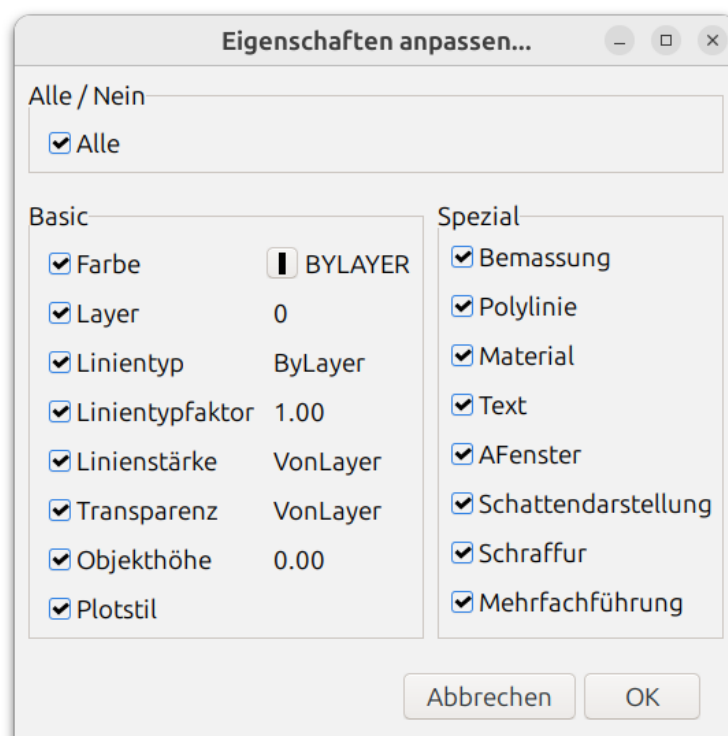 Eigenschaften anpassen...
Alle / Nein
Alle
Basic
Farbe BYLAYER
Layer 0
Linientyp ByLayer
Linientypfaktor 1.00
Linienstärke VonLayer
Transparenz VonLayer
Objekthöhe 0.00
Plotstil
Spezial
Bemassung
Polylinie
Material
Text
AFenster
Schattendarstellung
Schraffur
Mehrfachführung
Abbrechen OK